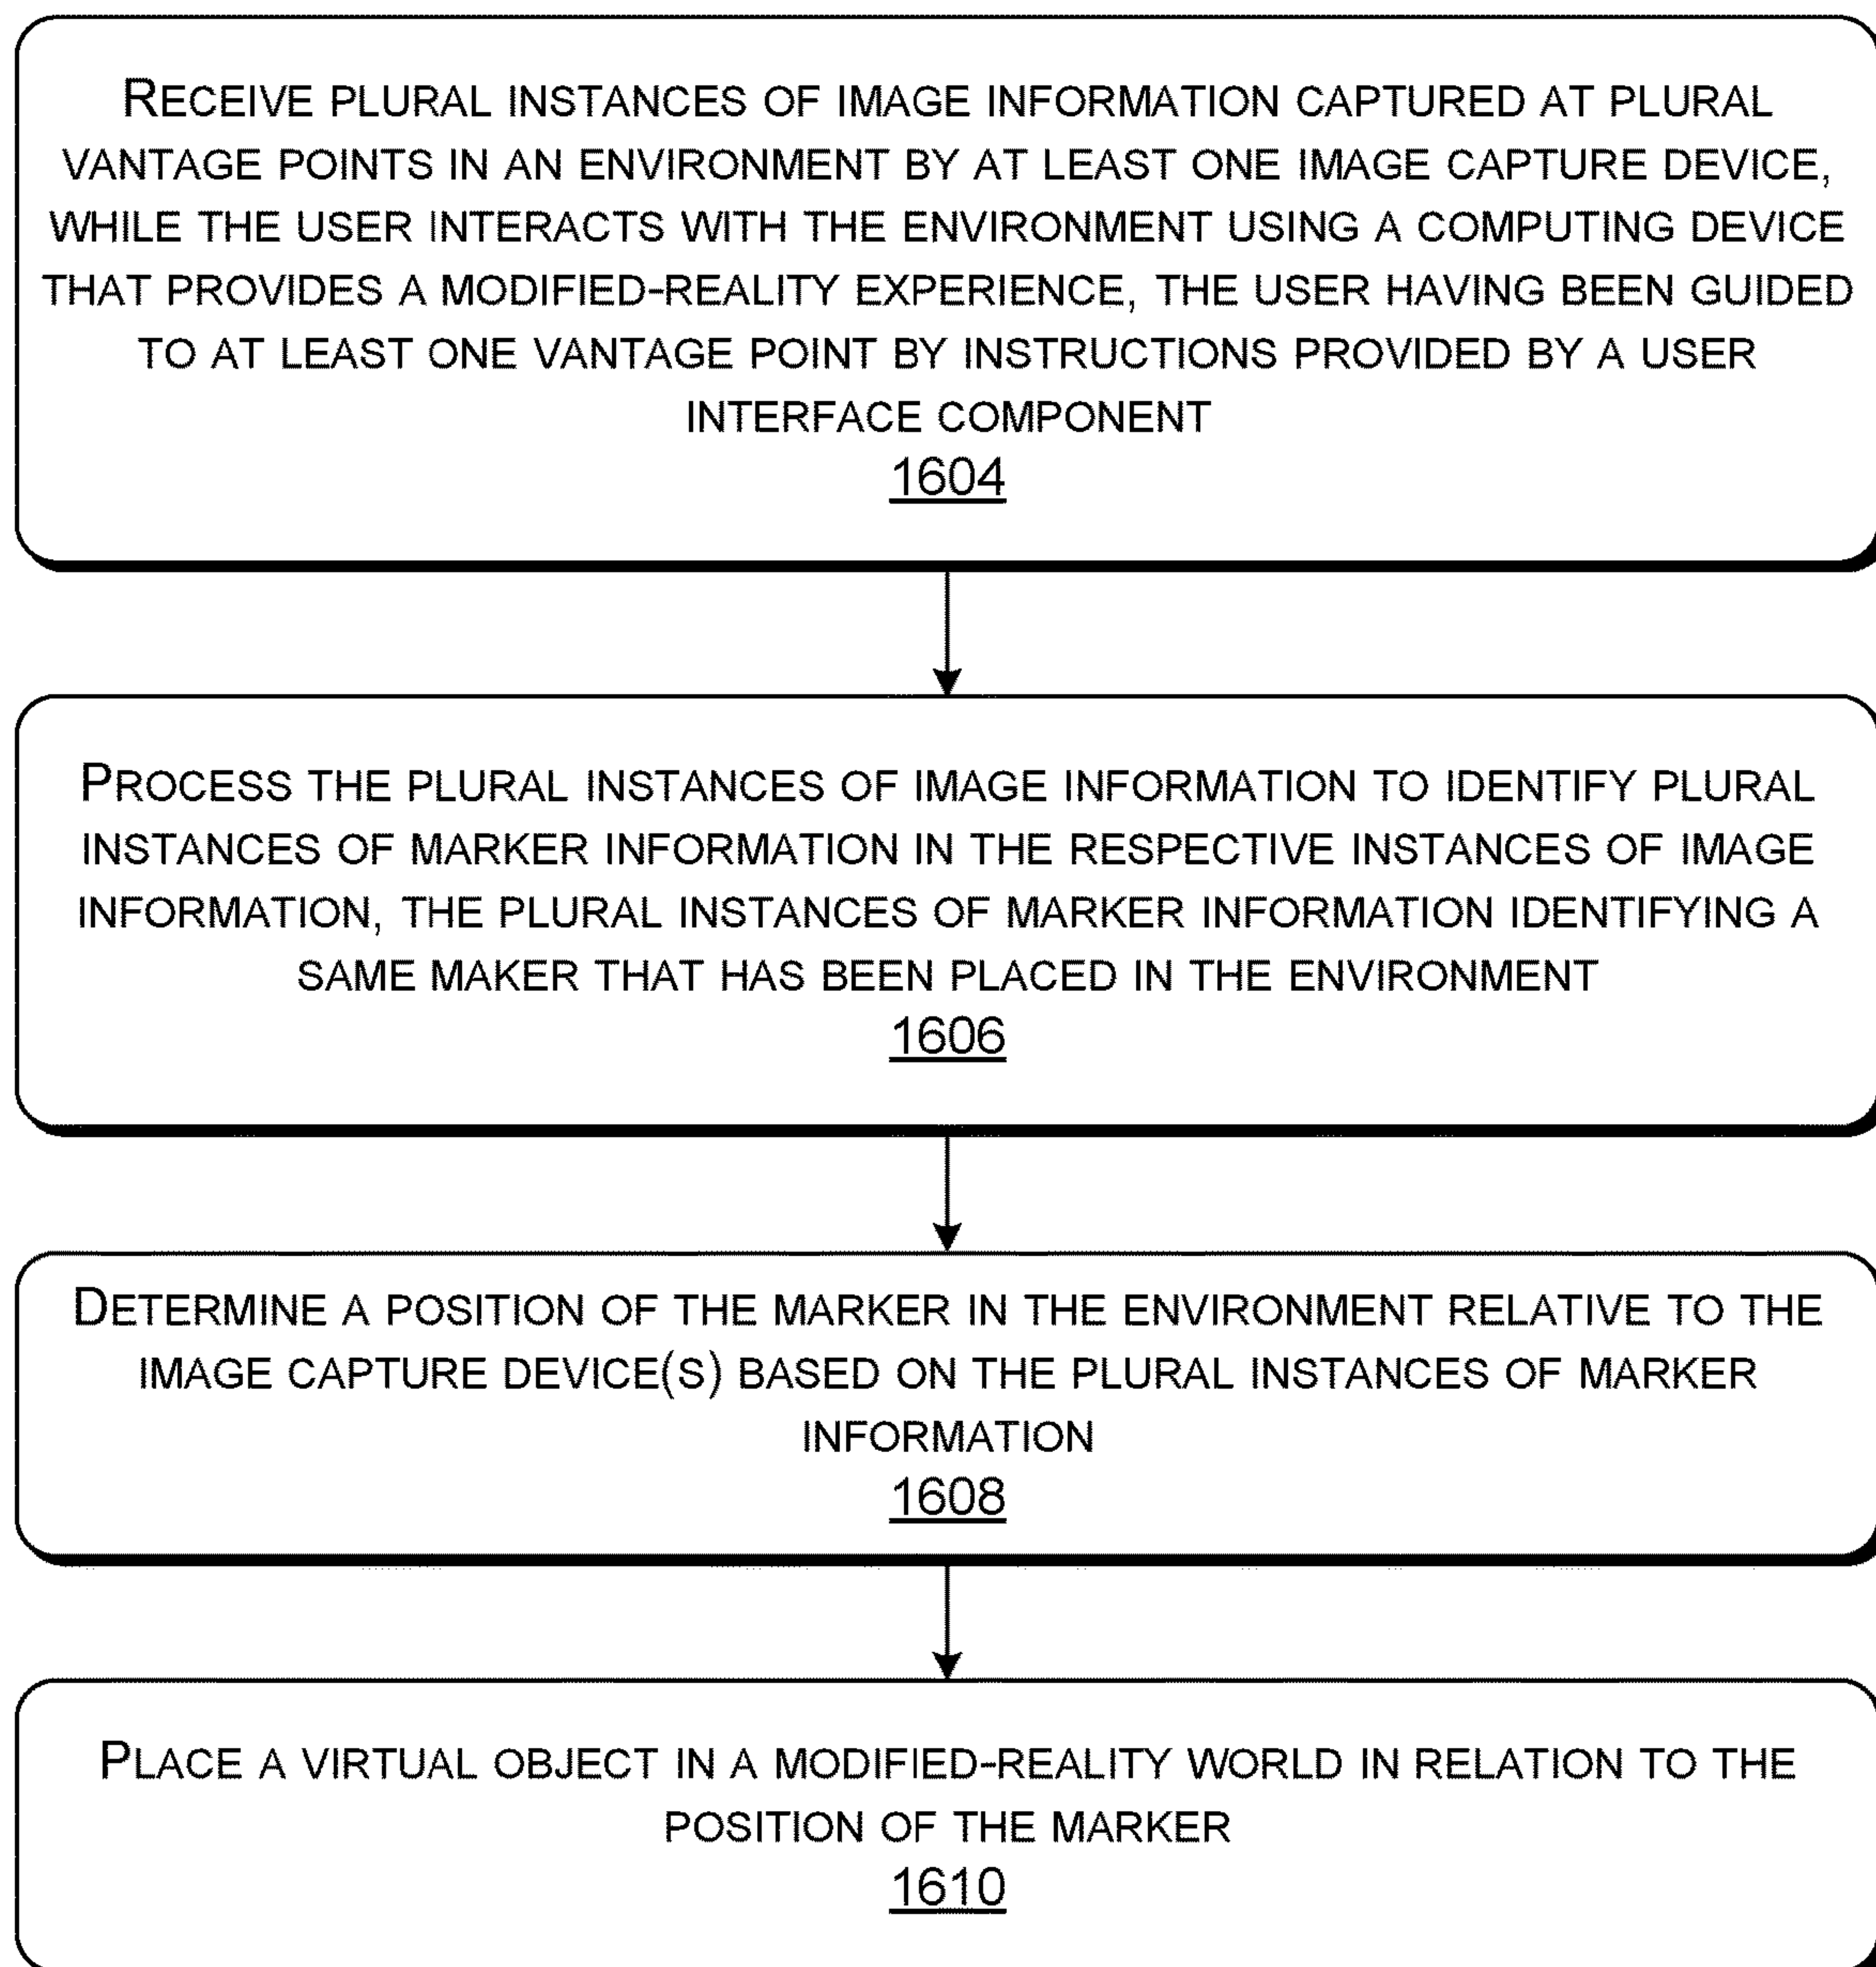 RECEIVE PLURAL INSTANCES OF IMAGE INFORMATION CAPTURED AT PLURAL
VANTAGE POINTS IN AN ENVIRONMENT BY AT LEAST ONE IMAGE CAPTURE DEVICE,
WHILE THE USER INTERACTS WITH THE ENVIRONMENT USING A COMPUTING DEVICE
THAT PROVIDES A MODIFIED-REALITY EXPERIENCE, THE USER HAVING BEEN GUIDED
TO AT LEAST ONE VANTAGE POINT BY INSTRUCTIONS PROVIDED BY A USER
INTERFACE COMPONENT
1604
PROCESS THE PLURAL INSTANCES OF IMAGE INFORMATION TO IDENTIFY PLURAL
INSTANCES OF MARKER INFORMATION IN THE RESPECTIVE INSTANCES OF IMAGE
INFORMATION, THE PLURAL INSTANCES OF MARKER INFORMATION IDENTIFYING A
SAME MAKER THAT HAS BEEN PLACED IN THE ENVIRONMENT
1606
DETERMINE A POSITION OF THE MARKER IN THE ENVIRONMENT RELATIVE TO THE
IMAGE CAPTURE DEVICE(S) BASED ON THE PLURAL INSTANCES OF MARKER
INFORMATION
1608
PLACE A VIRTUAL OBJECT IN A MODIFIED-REALITY WORLD IN RELATION TO THE
POSITION OF THE MARKER
1610